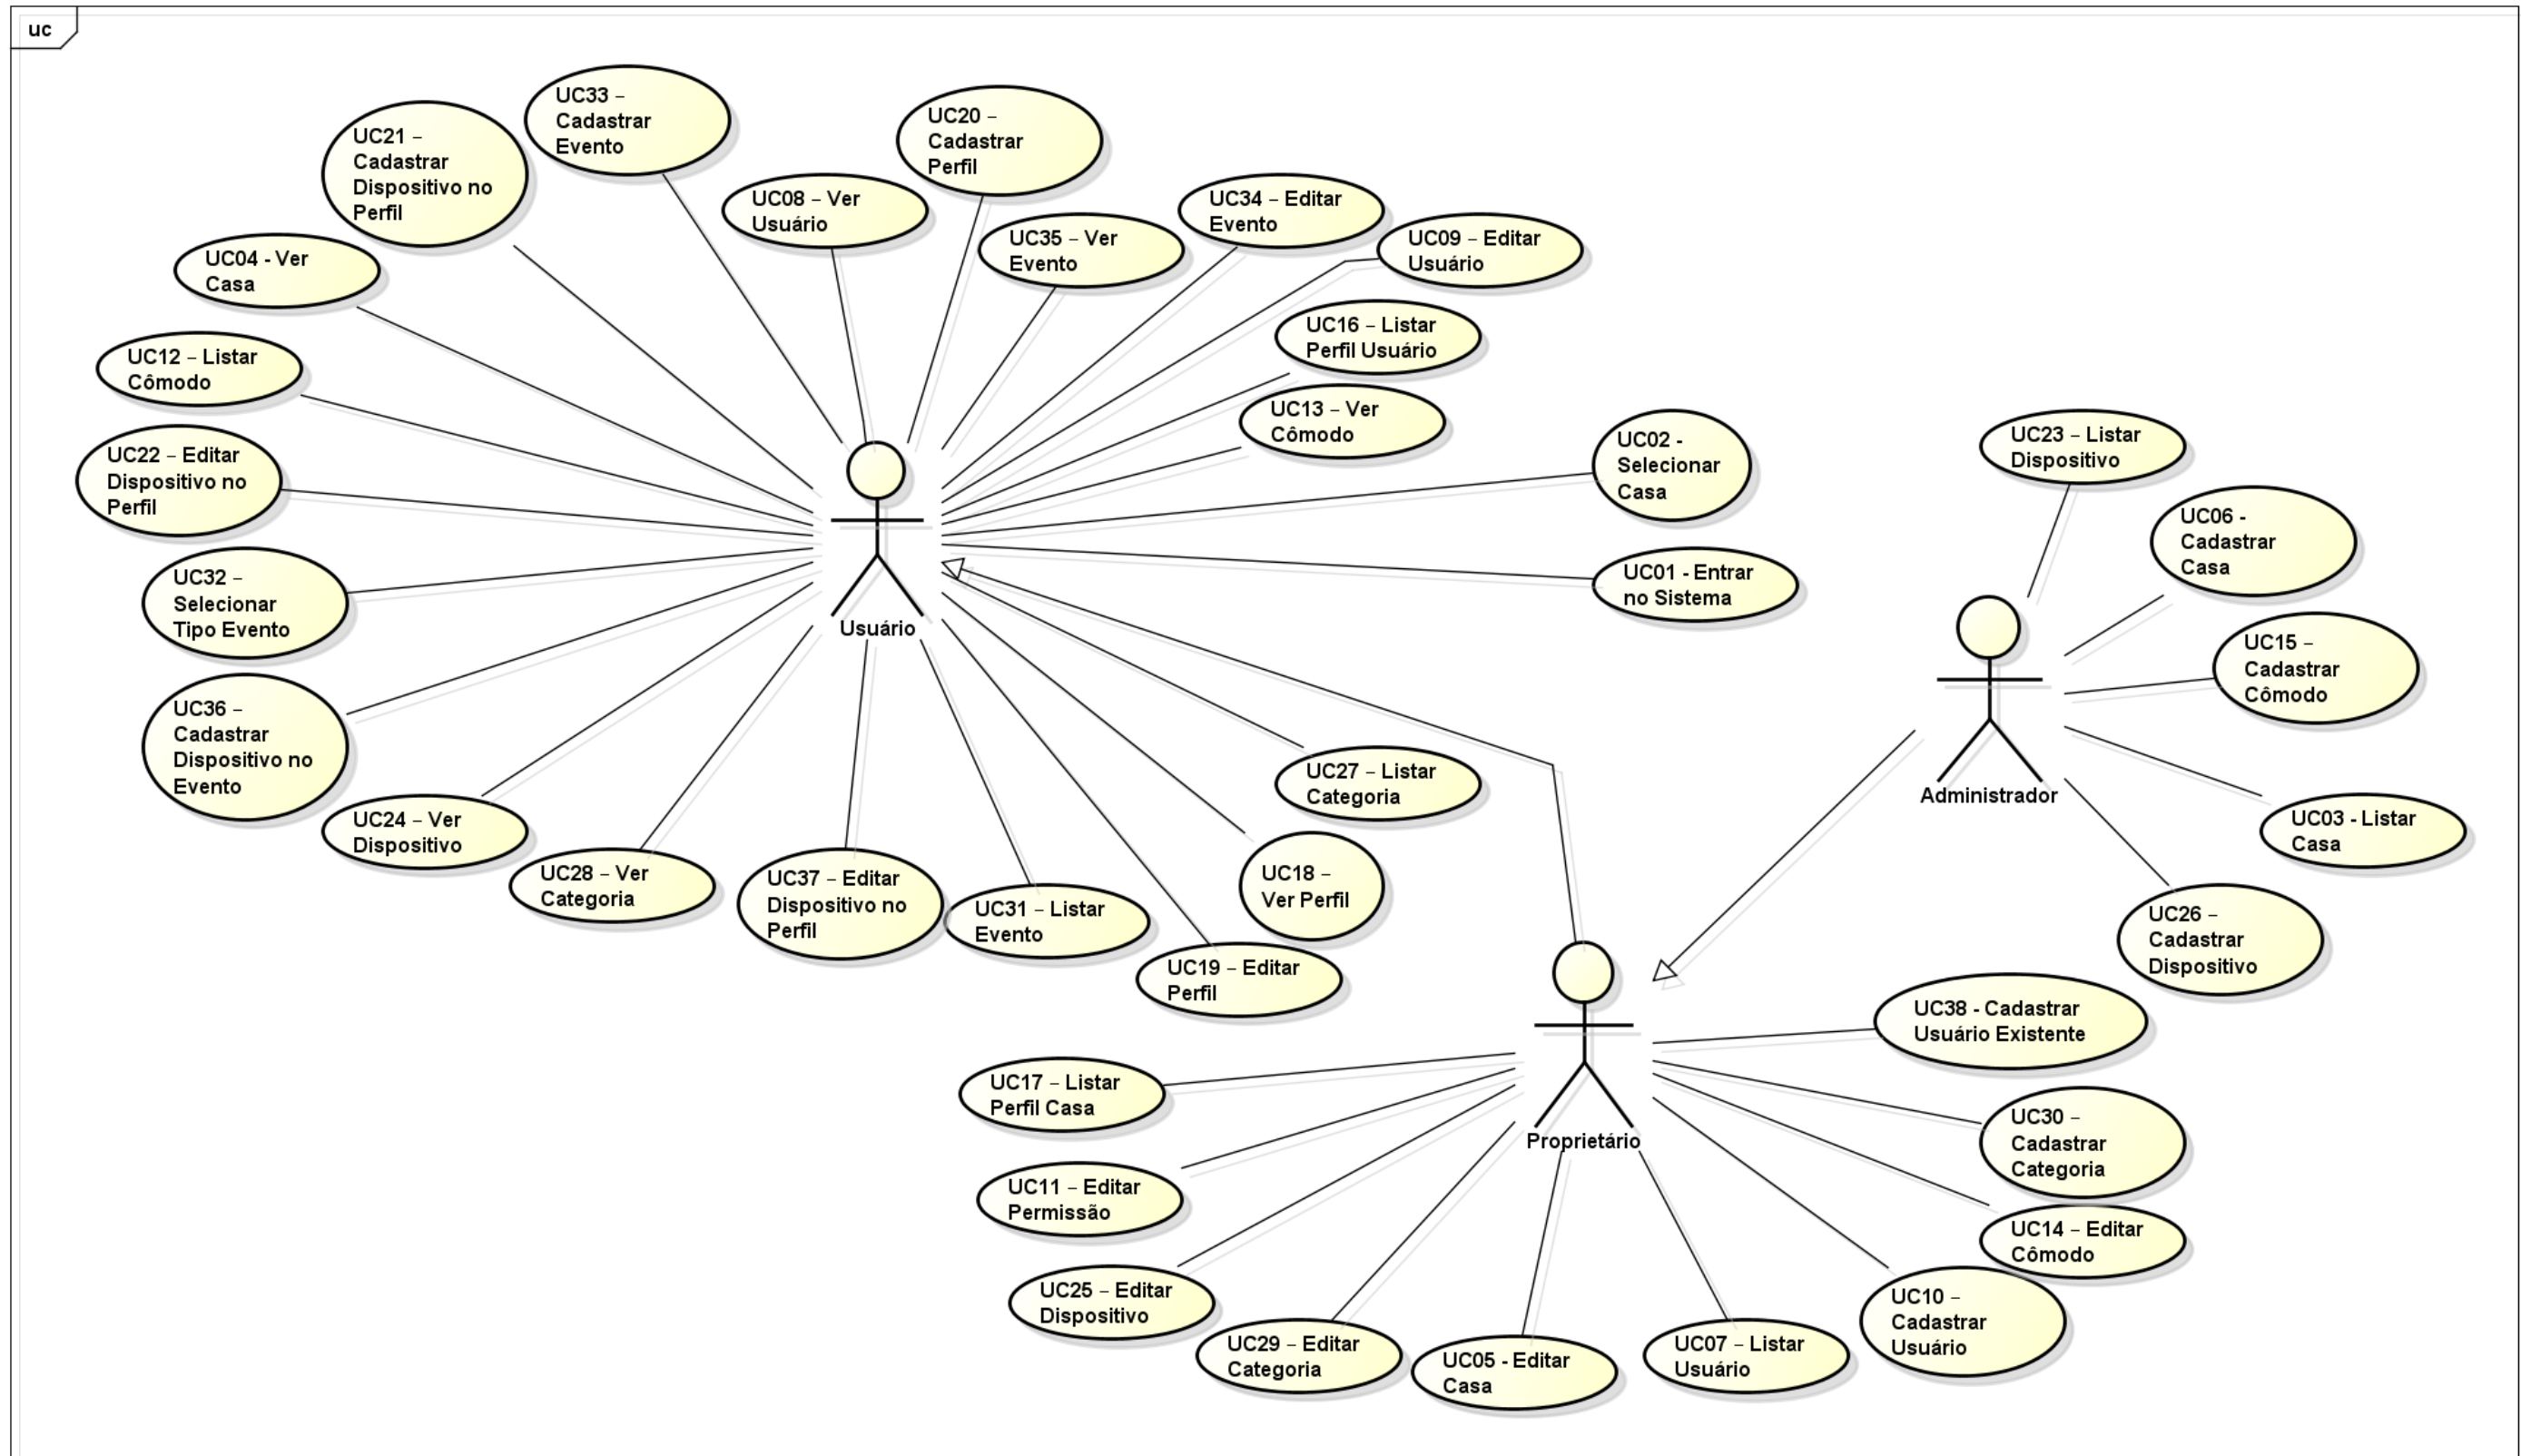 uc
UC33 –
Cadastrar
Evento
UC20 –
Cadastrar
Perfil
UC21 –
Cadastrar
Dispositivo no
Perfil
UC08 – Ver
Usuário
UC34 – Editar
Evento
UC35 – Ver
Evento
UC09 – Editar
Usuário
UC04 - Ver
Casa
UC16 – Listar
Perfil Usuário
UC12 – Listar
Cômodo
UC13 – Ver
Cômodo
UC02 -
Selecionar
Casa
UC23 – Listar
Dispositivo
UC22 – Editar
Dispositivo no
Perfil
UC06 -
Cadastrar
Casa
UC32 –
Selecionar
Tipo Evento
UC01 - Entrar
no Sistema
Usuário
UC15 –
Cadastrar
Cômodo
UC36 –
Cadastrar
Dispositivo no
Evento
UC27 – Listar
Categoria
Administrador
UC03 - Listar
Casa
UC24 – Ver
Dispositivo
UC28 – Ver
Categoria
UC37 – Editar
Dispositivo no
Perfil
UC31 – Listar
Evento
UC18 –
Ver Perfil
UC19 – Editar
Perfil
UC26 –
Cadastrar
Dispositivo
UC38 - Cadastrar
Usuário Existente
UC17 – Listar
Perfil Casa
Proprietário
UC30 –
Cadastrar
Categoria
UC11 – Editar
Permissão
UC14 – Editar
Cômodo
UC25 – Editar
Dispositivo
UC10 –
Cadastrar
Usuário
UC29 – Editar
Categoria
UC05 - Editar
Casa
UC07 – Listar
Usuário